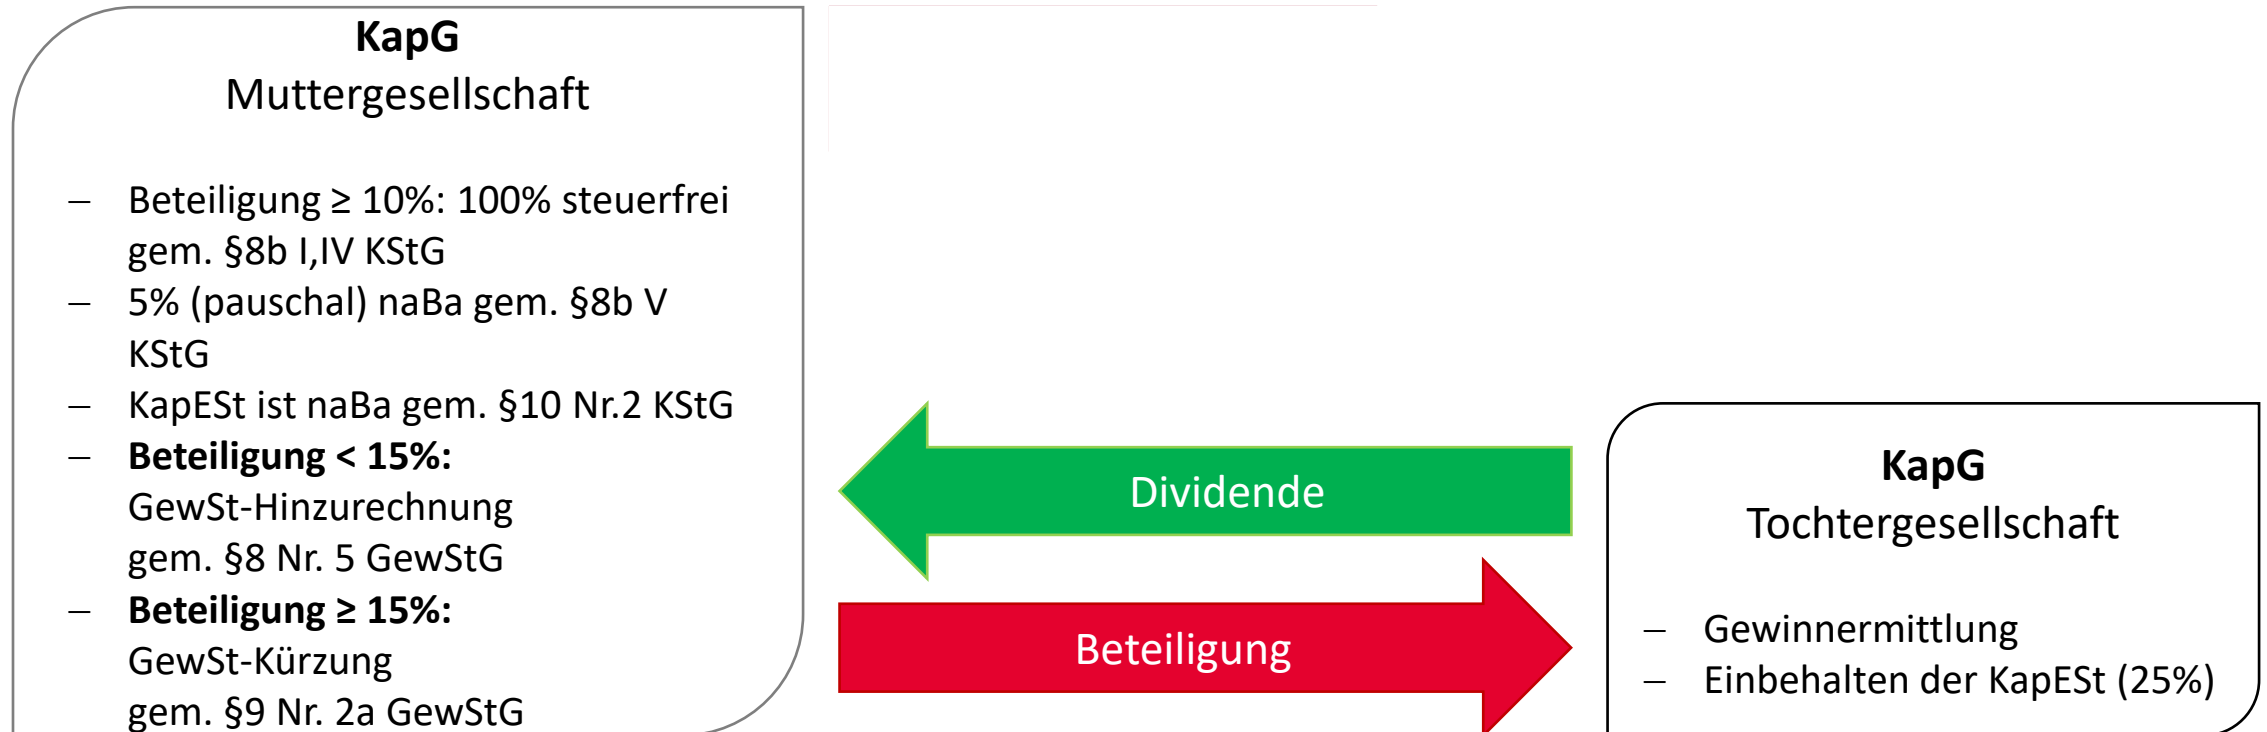 KapG
Muttergesellschaft
– Beteiligung ≥ 10%: 100% steuerfrei
gem. §8b I,IV KStG
– 5% (pauschal) naBa gem. §8b V
KStG
– KapESt ist naBa gem. §10 Nr.2 KStG
– Beteiligung < 15%:
GewSt-Hinzurechnung
gem. §8 Nr. 5 GewStG
– Beteiligung ≥ 15%:
GewSt-Kürzung
gem. §9 Nr. 2a GewStG
Dividende
Beteiligung
KapG
Tochtergesellschaft
– Gewinnermittlung
– Einbehalten der KapESt (25%)